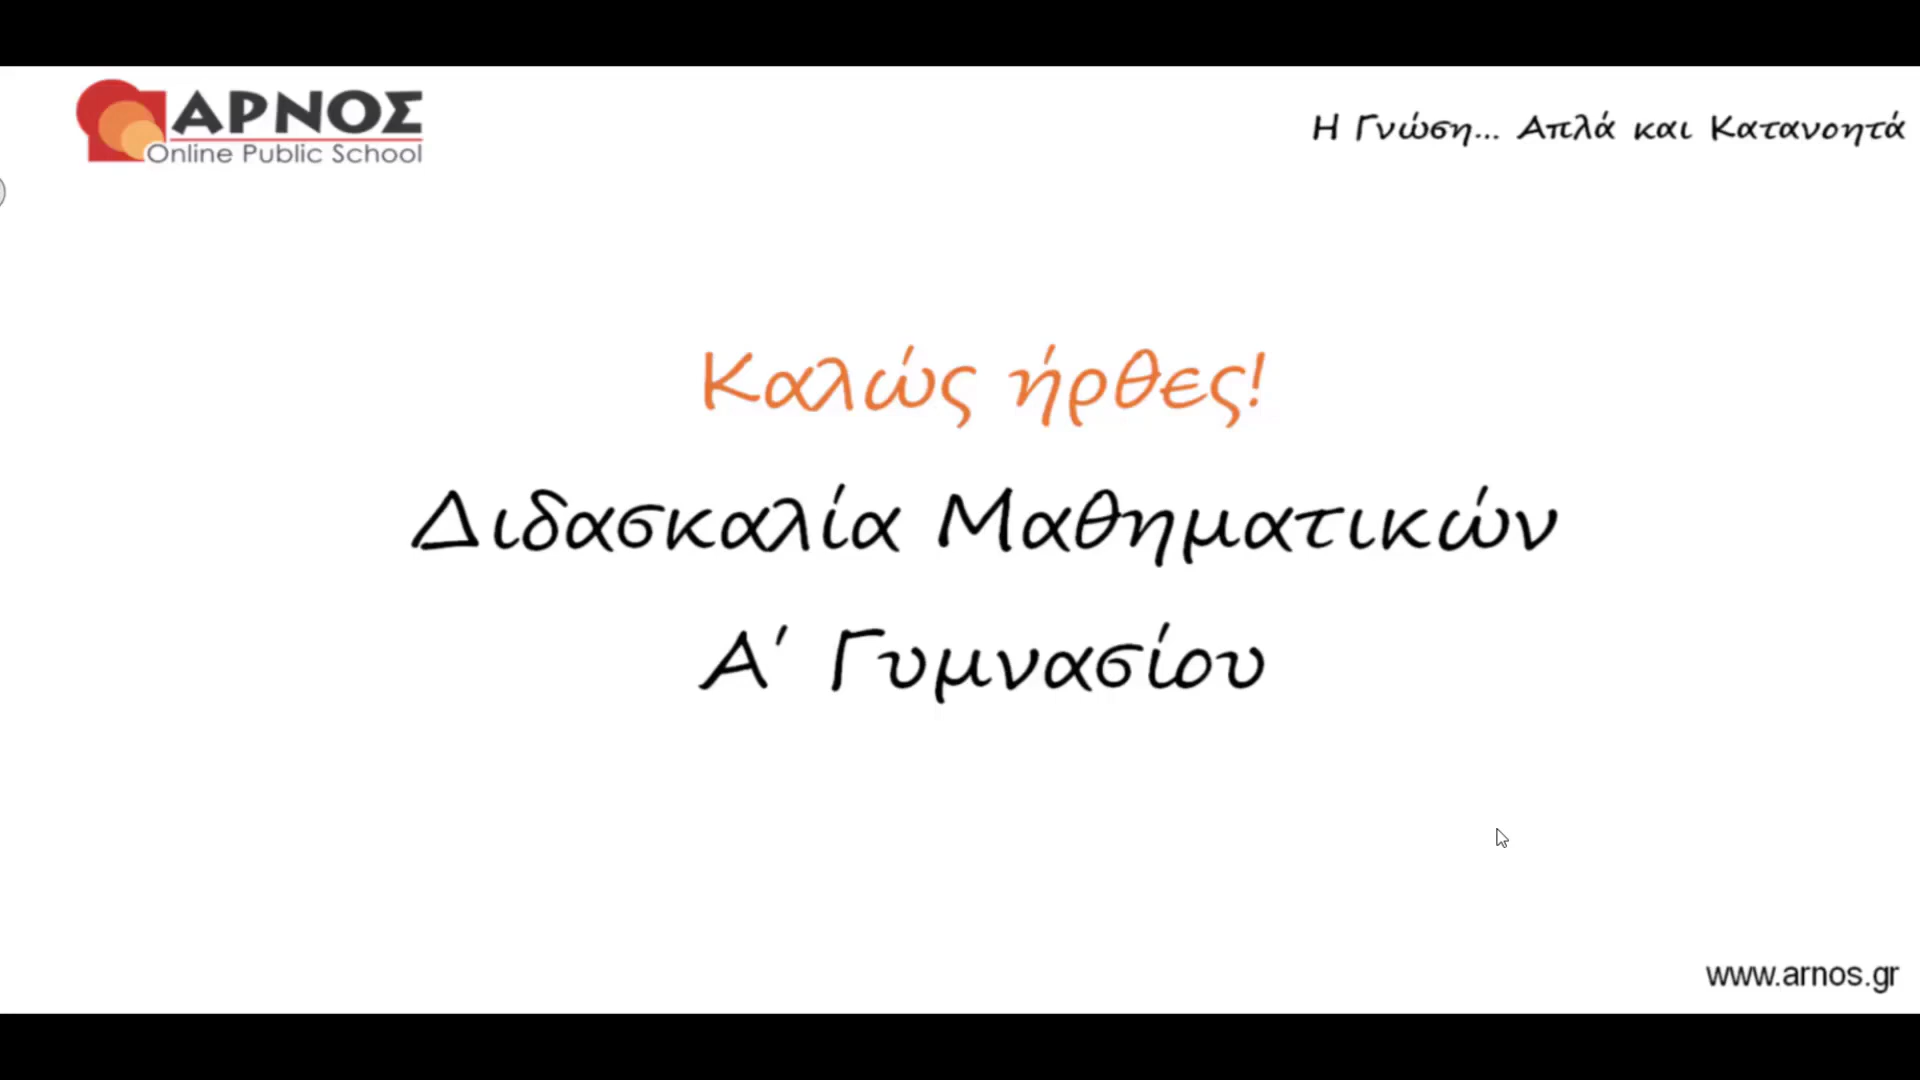 ΑΡΝΟΣ
Online Public School
Η Γνώση... Απλά και Κατανοητά
Καλώς ήρθες!
Διδασκαλία Μαθηματικών
Α' Γυμνασίου
www.arnos.gr